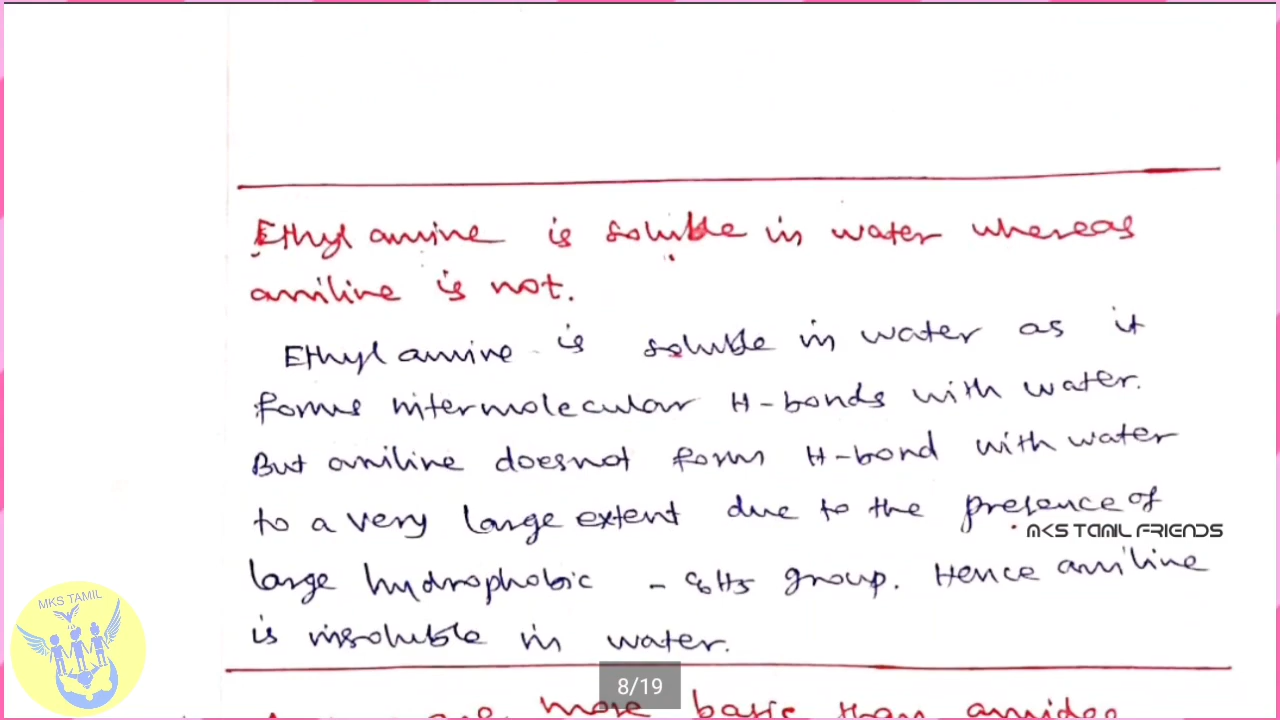 Ethyl amine is soluble in water whereas
aniline is not.
Ethyl amine is soluble in water as it
forms intermolecular H-bonds with water.
But aniline doesnot form H-bond with water
to a very large extent due to the presence of
MKS TAMIL FRIENDS
large hydrophobic - C6H5 group. Hence aniline
is insoluble in water.
MKS TAMIL
8/19
are more basic than amides